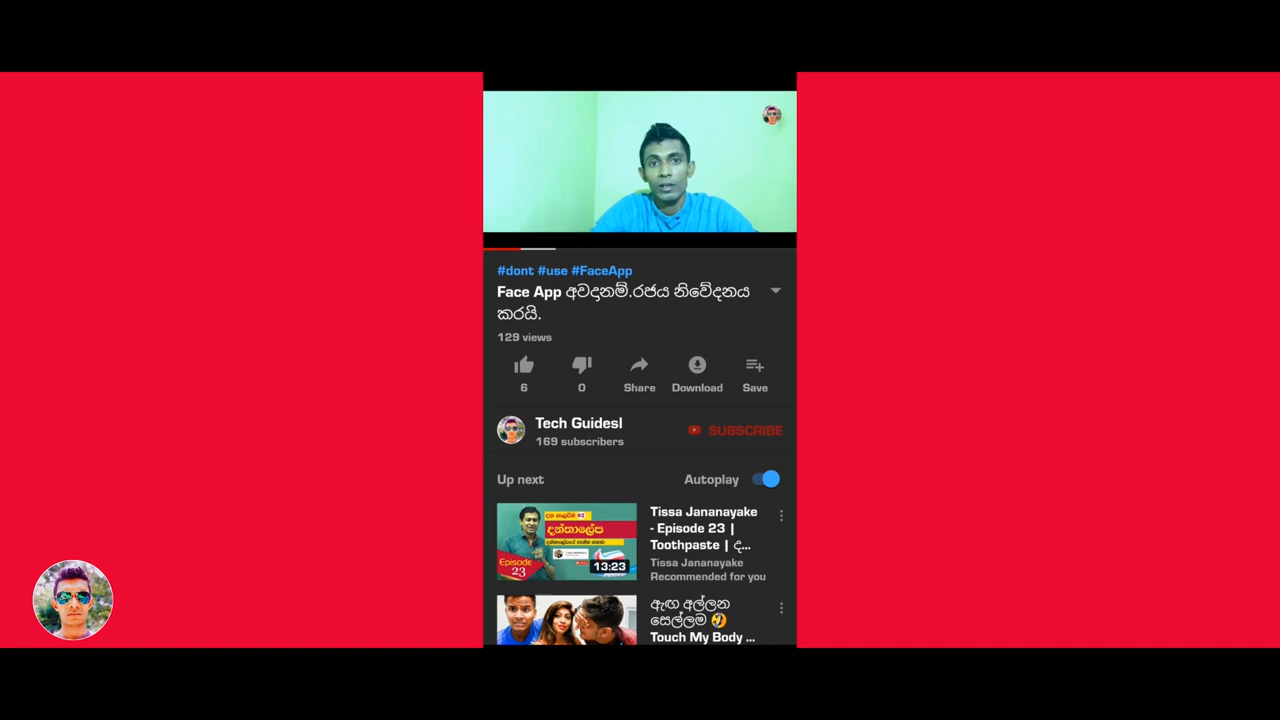 #dont #use #FaceApp
Face App අවදානම්.රජය නිවේදනය
කරයි.
129 views
6
0
Share
Download
Save
Tech Guidesl
169 subscribers
SUBSCRIBE
Up next
Autoplay
දන්තාලේප
Episode
23
13:23
Tissa Jananayake
- Episode 23 |
Toothpaste | ද...
Tissa Jananayake
Recommended for you
ඇඟ අල්ලන
සෙල්ලම 🤣
Touch My Body ...